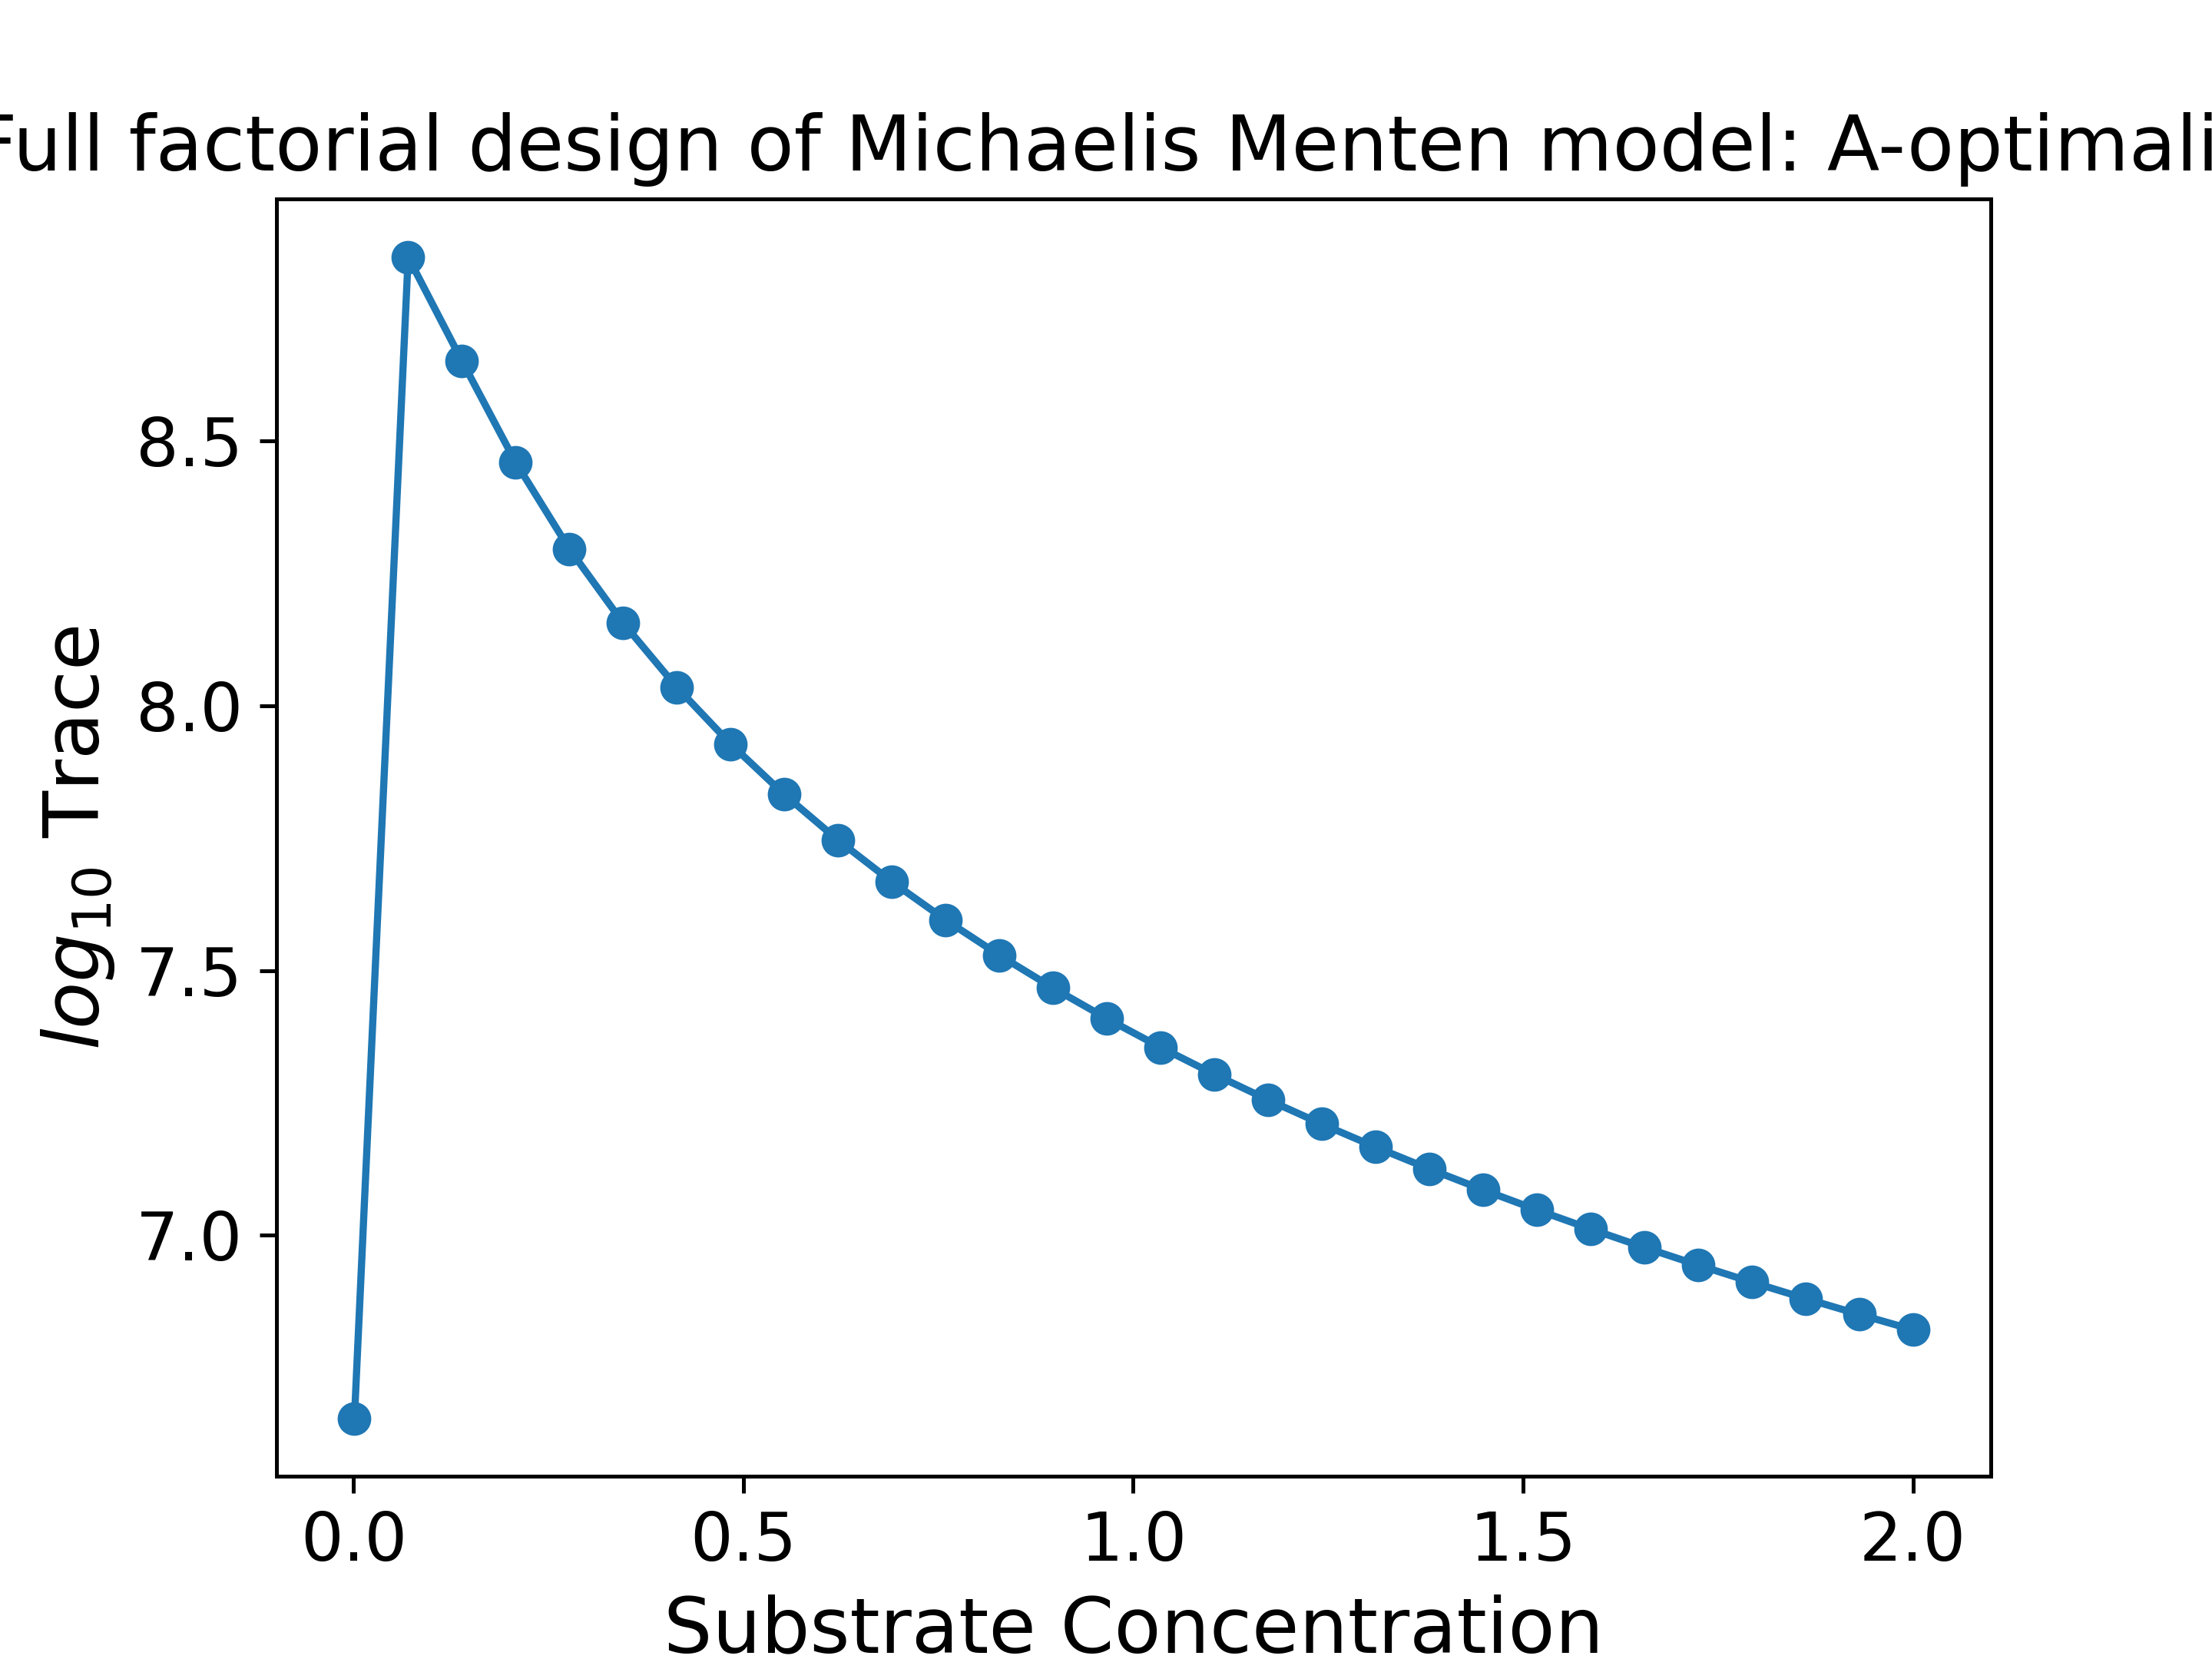 Full factorial design of Michaelis Menten model: A-optimali
log10 Trace
8.5
8.0
7.5
7.0
0.0 0.5 1.0 1.5 2.0
Substrate Concentration